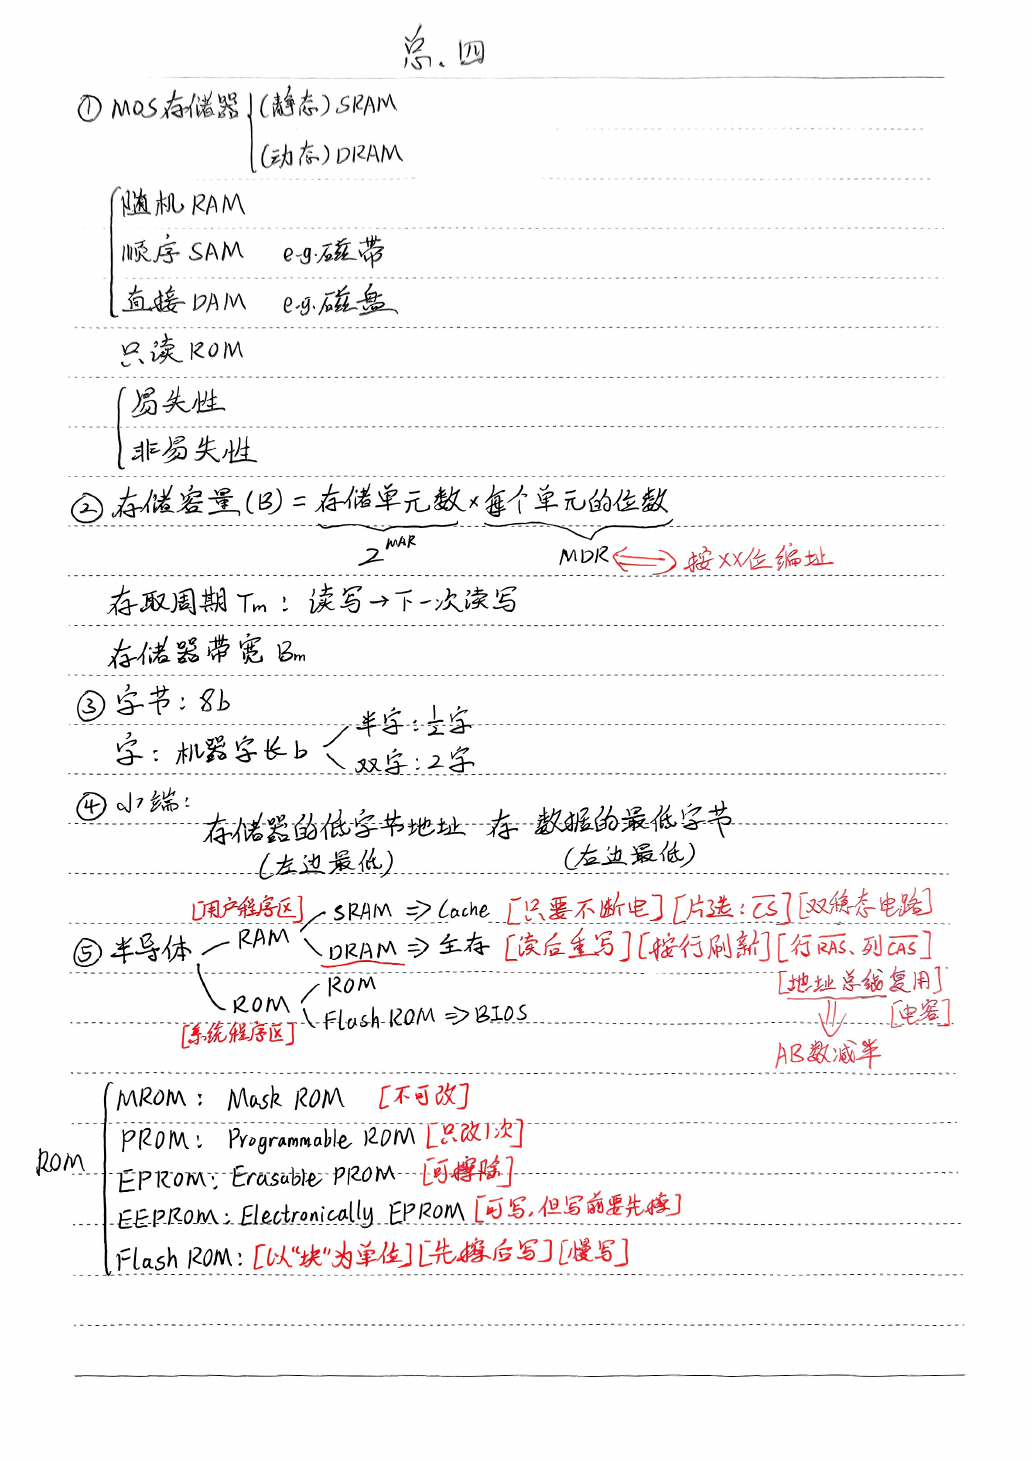 总、四
① MOS存储器 (静态) SRAM
(动态) DRAM
随机 RAM
顺序 SAM e.g.磁带
直接 DAM e.g.磁盘
只读 ROM
易失性
非易失性
② 存储容量(B) = 存储单元数 × 每个单元的位数
2^MAR MDR ⟺ 按XX位编址
存取周期 Tm : 读写→下一次读写
存储器带宽 Bm
③ 字节: 8b
字: 机器字长b 半字: 1/2字
双字: 2字
④ 小端:
存储器的低字节地址 存 数据的最低字节
(左边最低) (右边最低)
[用户程序区] SRAM ⇒ Cache [只要不断电] [片选: C̅S̅] [双稳态电路]
⑤ 半导体 RAM DRAM ⇒ 主存 [读后重写] [按行刷新] [行R̅A̅S̅、列C̅A̅S̅]
ROM ROM [地址总线复用]
[系统程序区] Flash ROM ⇒ BIOS ⇓ [电容]
AB数减半
ROM
MROM: Mask ROM [不可改]
PROM: Programmable ROM [只改1次]
EPROM: Erasable PROM [可擦除]
EEPROM: Electronically EPROM [可写,但写前要先擦]
Flash ROM: [以"块"为单位] [先擦后写] [慢写]